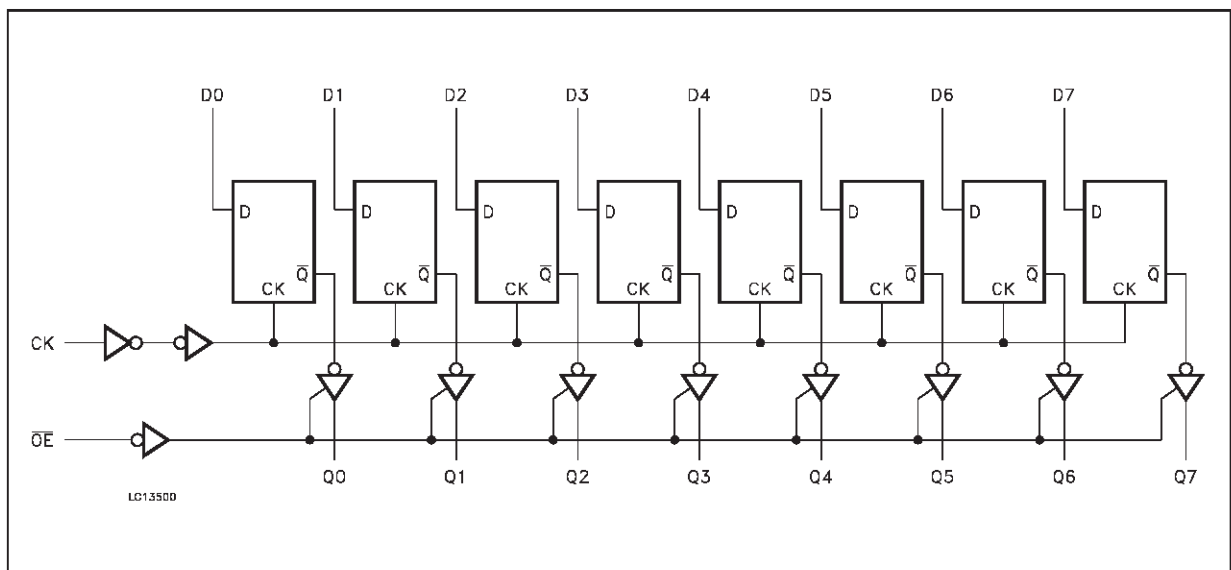 D0 D1 D2 D3 D4 D5 D6 D7
D D D D D D D D
Q̅ Q̅ Q̅ Q̅ Q̅ Q̅ Q̅ Q̅
CK CK CK CK CK CK CK CK
CK
O̅E̅
Q0 Q1 Q2 Q3 Q4 Q5 Q6 Q7
LC13500